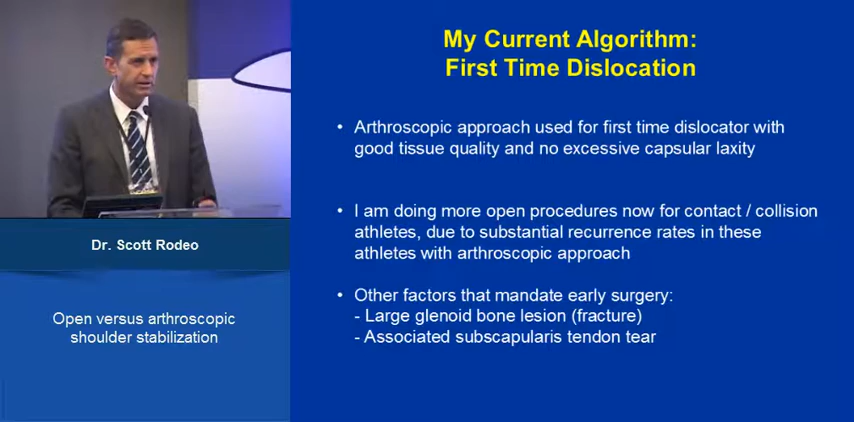 My Current Algorithm:
First Time Dislocation
• Arthroscopic approach used for first time dislocator with
good tissue quality and no excessive capsular laxity
• I am doing more open procedures now for contact / collision
athletes, due to substantial recurrence rates in these
athletes with arthroscopic approach
• Other factors that mandate early surgery:
- Large glenoid bone lesion (fracture)
- Associated subscapularis tendon tear
Dr. Scott Rodeo
Open versus arthroscopic
shoulder stabilization